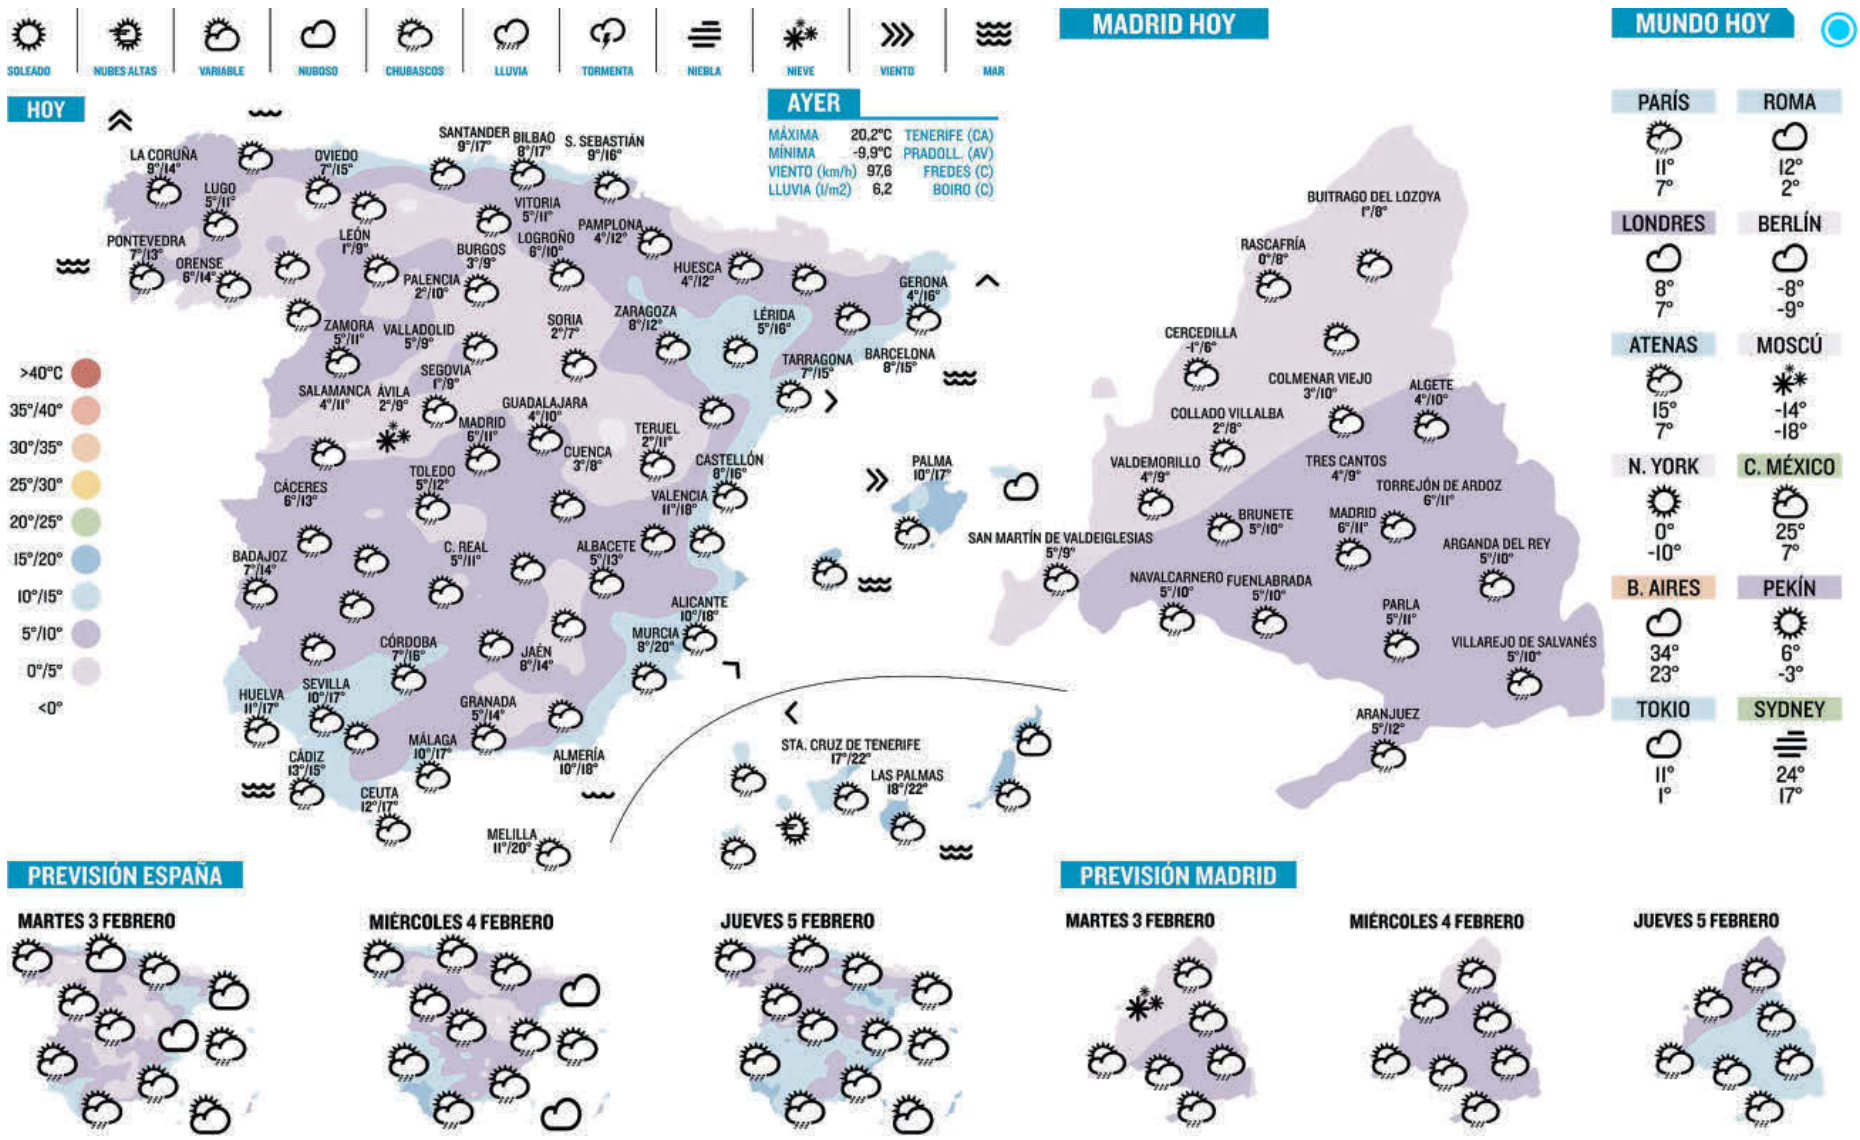 SOLEADO
NUBES ALTAS
VARIABLE
NUBOSO
CHUBASCOS
LLUVIA
TORMENTA
NIEBLA
NIEVE
VIENTO
MAR
HOY
AYER
MÁXIMA 20,2°C TENERIFE (CA)
MÍNIMA -9,9°C PRADOLL. (AV)
VIENTO (km/h) 97,6 FREDES (C)
LLUVIA (l/m2) 6,2 BOIRO (C)
LA CORUÑA
9°/14°
LUGO
5°/11°
OVIEDO
7°/15°
SANTANDER
9°/17°
BILBAO
8°/17°
S. SEBASTIÁN
9°/16°
VITORIA
5°/11°
PAMPLONA
4°/12°
PONTEVEDRA
7°/13°
ORENSE
6°/14°
LEÓN
1°/9°
PALENCIA
2°/10°
BURGOS
3°/9°
LOGROÑO
6°/10°
HUESCA
4°/12°
GERONA
4°/16°
ZAMORA
5°/11°
VALLADOLID
5°/9°
SORIA
2°/7°
ZARAGOZA
8°/12°
LÉRIDA
5°/16°
TARRAGONA
7°/15°
BARCELONA
8°/15°
SALAMANCA
4°/11°
ÁVILA
2°/9°
SEGOVIA
1°/9°
GUADALAJARA
4°/10°
MADRID
6°/11°
TERUEL
2°/11°
CUENCA
3°/8°
CASTELLÓN
8°/16°
CÁCERES
6°/13°
TOLEDO
5°/12°
VALENCIA
11°/18°
PALMA
10°/17°
BADAJOZ
7°/14°
C. REAL
5°/11°
ALBACETE
5°/13°
ALICANTE
10°/18°
MURCIA
8°/20°
CÓRDOBA
7°/16°
JAÉN
8°/14°
HUELVA
11°/17°
SEVILLA
10°/17°
GRANADA
5°/14°
CÁDIZ
13°/15°
MÁLAGA
10°/17°
ALMERÍA
10°/18°
CEUTA
12°/17°
MELILLA
11°/20°
STA. CRUZ DE TENERIFE
17°/22°
LAS PALMAS
18°/22°
>40°C
35°/40°
30°/35°
25°/30°
20°/25°
15°/20°
10°/15°
5°/10°
0°/5°
<0°
MADRID HOY
BUITRAGO DEL LOZOYA
1°/8°
RASCAFRÍA
0°/8°
CERCEDILLA
-1°/6°
COLMENAR VIEJO
3°/10°
ALGETE
4°/10°
COLLADO VILLALBA
2°/8°
VALDEMORILLO
4°/9°
TRES CANTOS
4°/9°
TORREJÓN DE ARDOZ
6°/11°
BRUNETE
5°/10°
MADRID
6°/11°
SAN MARTÍN DE VALDEIGLESIAS
5°/9°
ARGANDA DEL REY
5°/10°
NAVALCARNERO
5°/10°
FUENLABRADA
5°/10°
PARLA
5°/11°
VILLAREJO DE SALVANÉS
5°/10°
ARANJUEZ
5°/12°
MUNDO HOY
PARÍS
11°
7°
ROMA
12°
2°
LONDRES
8°
7°
BERLÍN
-8°
-9°
ATENAS
15°
7°
MOSCÚ
-14°
-18°
N. YORK
0°
-10°
C. MÉXICO
25°
7°
B. AIRES
34°
23°
PEKÍN
6°
-3°
TOKIO
11°
1°
SYDNEY
24°
17°
PREVISIÓN ESPAÑA
MARTES 3 FEBRERO
MIÉRCOLES 4 FEBRERO
JUEVES 5 FEBRERO
PREVISIÓN MADRID
MARTES 3 FEBRERO
MIÉRCOLES 4 FEBRERO
JUEVES 5 FEBRERO